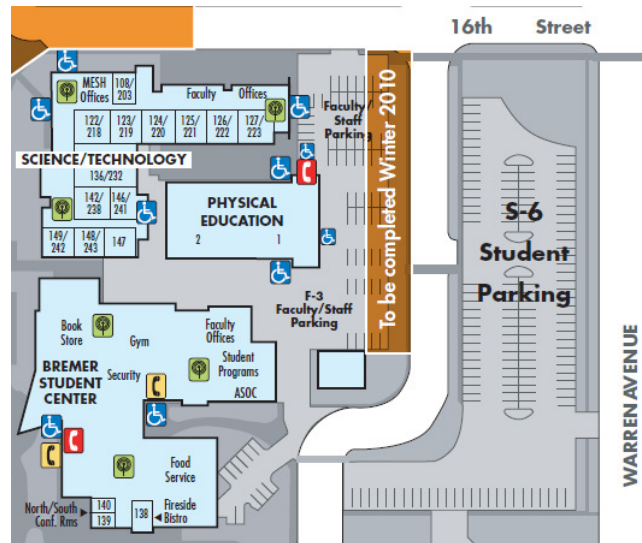 16th Street
MESH
Offices
108/
203
Faculty Offices
122/
218
123/
219
124/
220
125/
221
126/
222
127/
223
SCIENCE/TECHNOLOGY
136/232
142/
238
146/
241
149/
242
148/
243
147
PHYSICAL
EDUCATION
2 1
Faculty/
Staff
Parking
To be completed Winter 2010
F-3
Faculty/Staff
Parking
S-6
Student
Parking
WARREN AVENUE
Book
Store
Gym
Faculty
Offices
Student
Programs
ASOC
Security
BREMER
STUDENT
CENTER
Food
Service
North/South
Conf. Rms
140
139
138
Fireside
Bistro